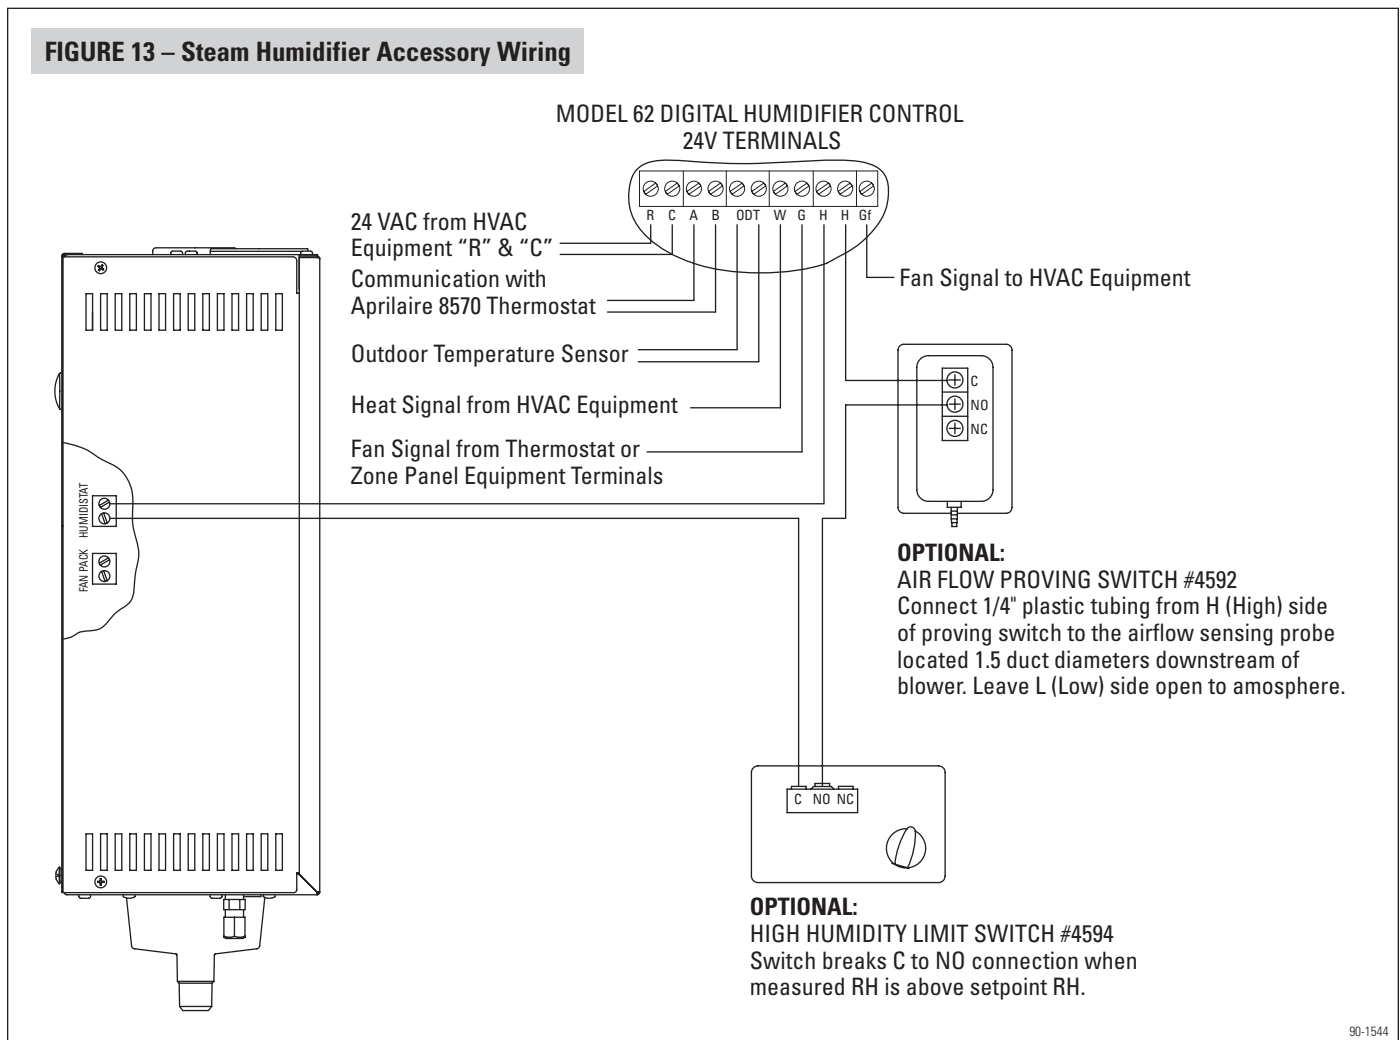 FIGURE 13 – Steam Humidifier Accessory Wiring
MODEL 62 DIGITAL HUMIDIFIER CONTROL
24V TERMINALS
R C A B ODT W G H H Gf
24 VAC from HVAC
Equipment “R” & “C”
Communication with
Aprilaire 8570 Thermostat
Outdoor Temperature Sensor
Heat Signal from HVAC Equipment
Fan Signal from Thermostat or
Zone Panel Equipment Terminals
Fan Signal to HVAC Equipment
C
NO
NC
HUMIDISTAT
FAN PACK
OPTIONAL:
AIR FLOW PROVING SWITCH #4592
Connect 1/4" plastic tubing from H (High) side
of proving switch to the airflow sensing probe
located 1.5 duct diameters downstream of
blower. Leave L (Low) side open to amosphere.
C NO NC
OPTIONAL:
HIGH HUMIDITY LIMIT SWITCH #4594
Switch breaks C to NO connection when
measured RH is above setpoint RH.
90-1544